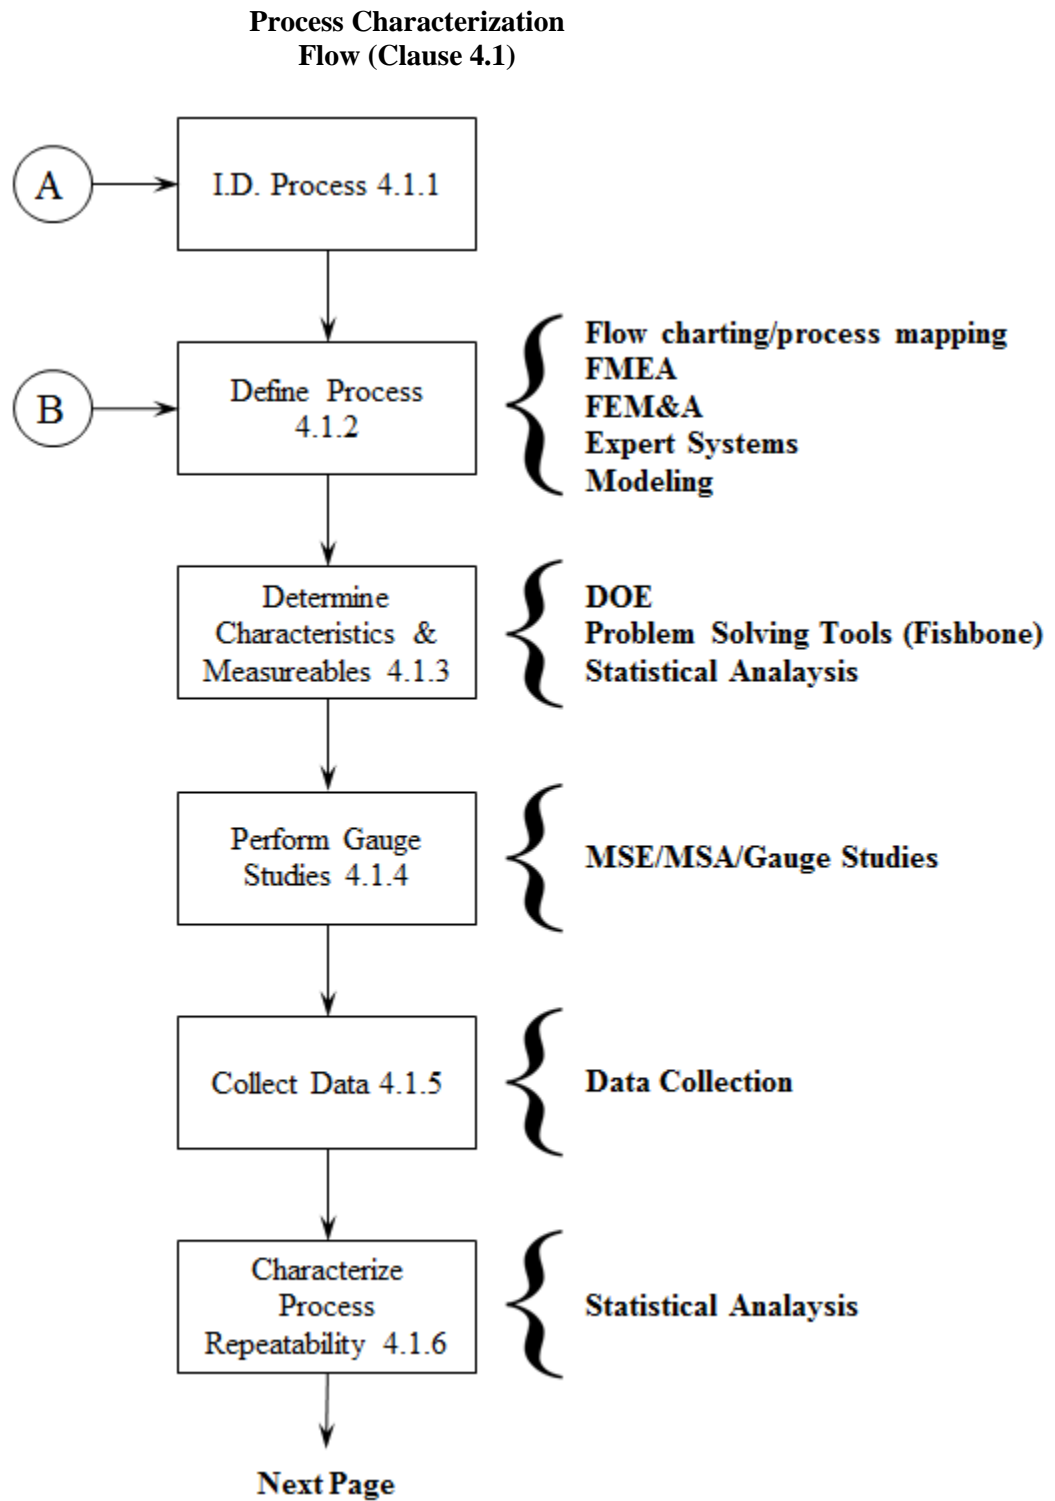 Process Characterization
Flow (Clause 4.1)
A
I.D. Process 4.1.1
B
Define Process
4.1.2
Flow charting/process mapping
FMEA
FEM&A
Expert Systems
Modeling
Determine
Characteristics &
Measureables 4.1.3
DOE
Problem Solving Tools (Fishbone)
Statistical Analaysis
Perform Gauge
Studies 4.1.4
MSE/MSA/Gauge Studies
Collect Data 4.1.5
Data Collection
Characterize
Process
Repeatability 4.1.6
Statistical Analaysis
Next Page